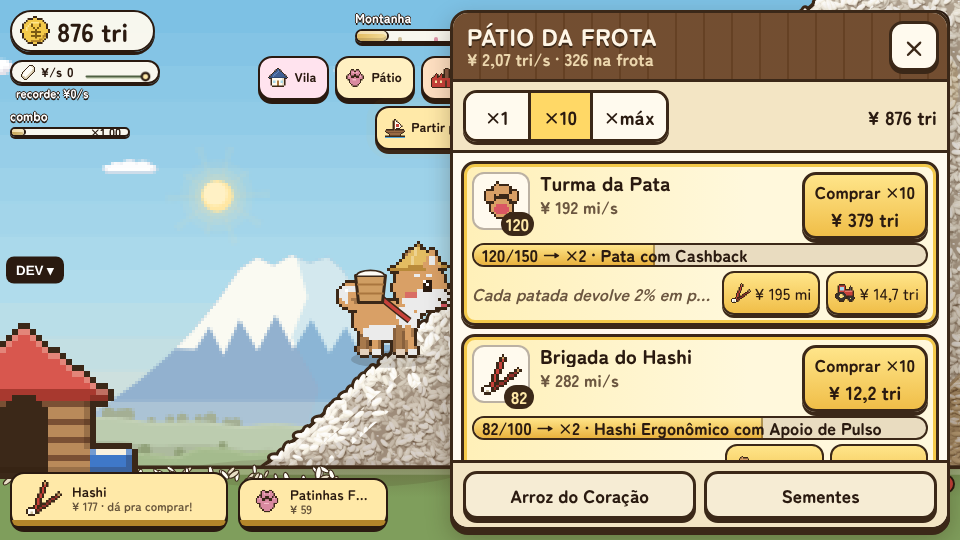 876 tri
¥/s 0
recorde: ¥0/s
combo
×1.00
Montanha
Vila
Pátio
Partir
DEV ▾
Hashi
¥ 177 · dá pra comprar!
Patinhas F...
¥ 59
PÁTIO DA FROTA
¥ 2,07 tri/s · 326 na frota
×
×1
×10
×máx
¥ 876 tri
Turma da Pata
¥ 192 mi/s
120
Comprar ×10
¥ 379 tri
120/150 → ×2 · Pata com Cashback
Cada patada devolve 2% em p...
¥ 195 mi
¥ 14,7 tri
Brigada do Hashi
¥ 282 mi/s
82
Comprar ×10
¥ 12,2 tri
82/100 → ×2 · Hashi Ergonômico com Apoio de Pulso
Arroz do Coração
Sementes